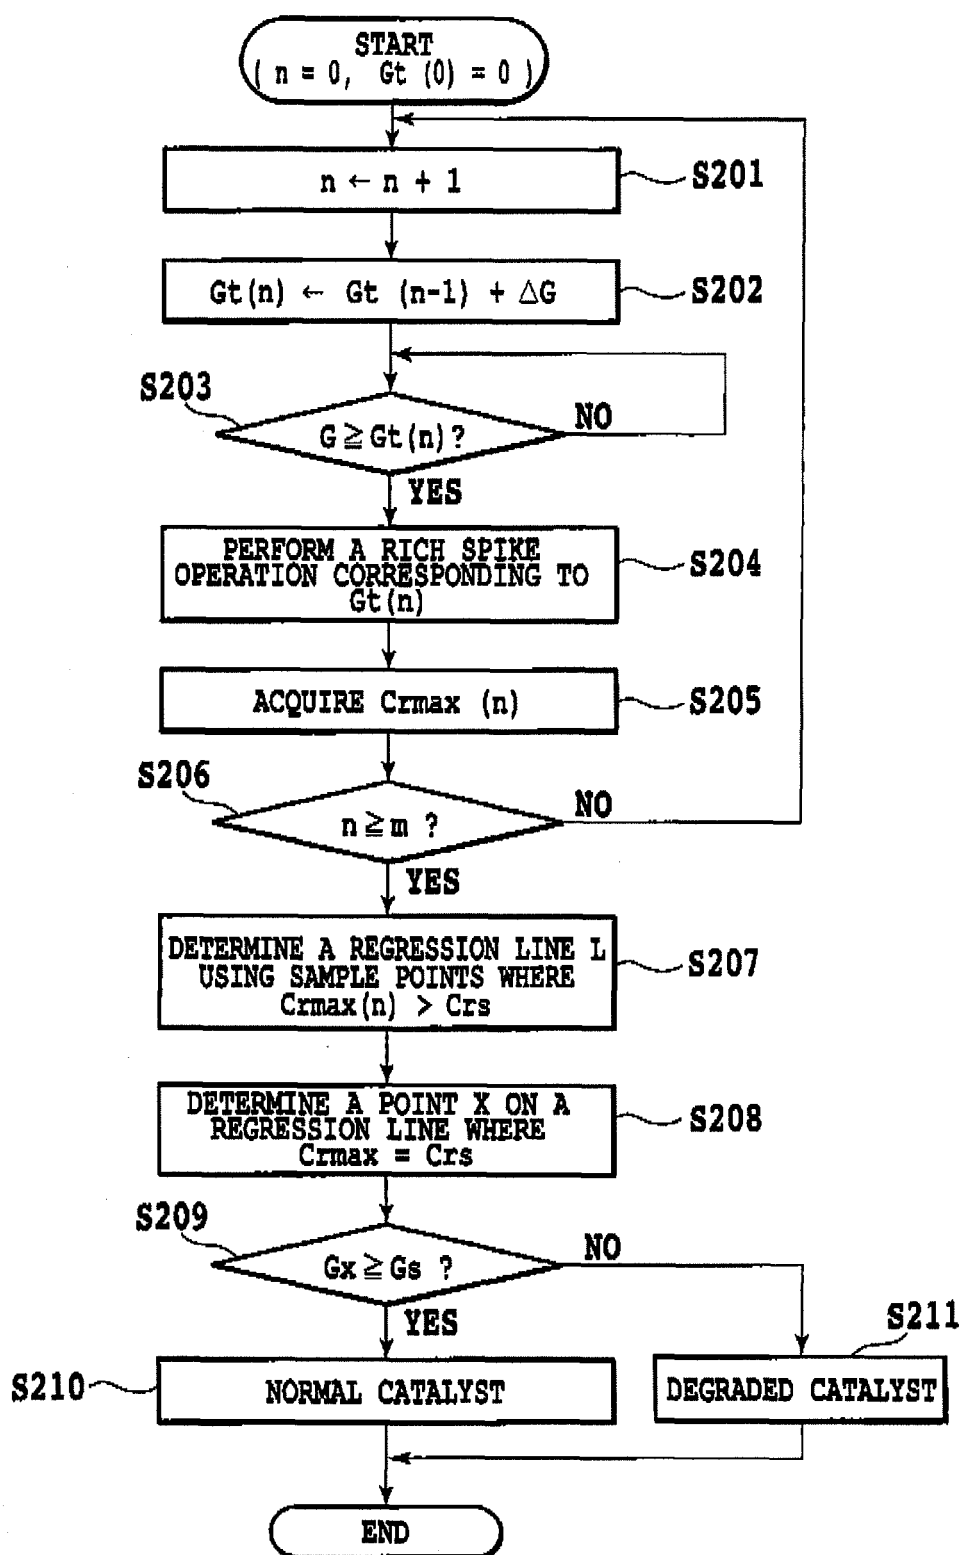 START
( n = 0, Gt (0) = 0 )
n ← n + 1
S201
Gt(n) ← Gt (n-1) + △G
S202
S203
G ≧ Gt(n) ?
NO
YES
PERFORM A RICH SPIKE
OPERATION CORRESPONDING TO
Gt(n)
S204
ACQUIRE Crmax (n)
S205
S206
n ≧ m ?
NO
YES
DETERMINE A REGRESSION LINE L
USING SAMPLE POINTS WHERE
Crmax(n) > Crs
S207
DETERMINE A POINT X ON A
REGRESSION LINE WHERE
Crmax = Crs
S208
S209
Gx ≧ Gs ?
NO
YES
S210
NORMAL CATALYST
S211
DEGRADED CATALYST
END